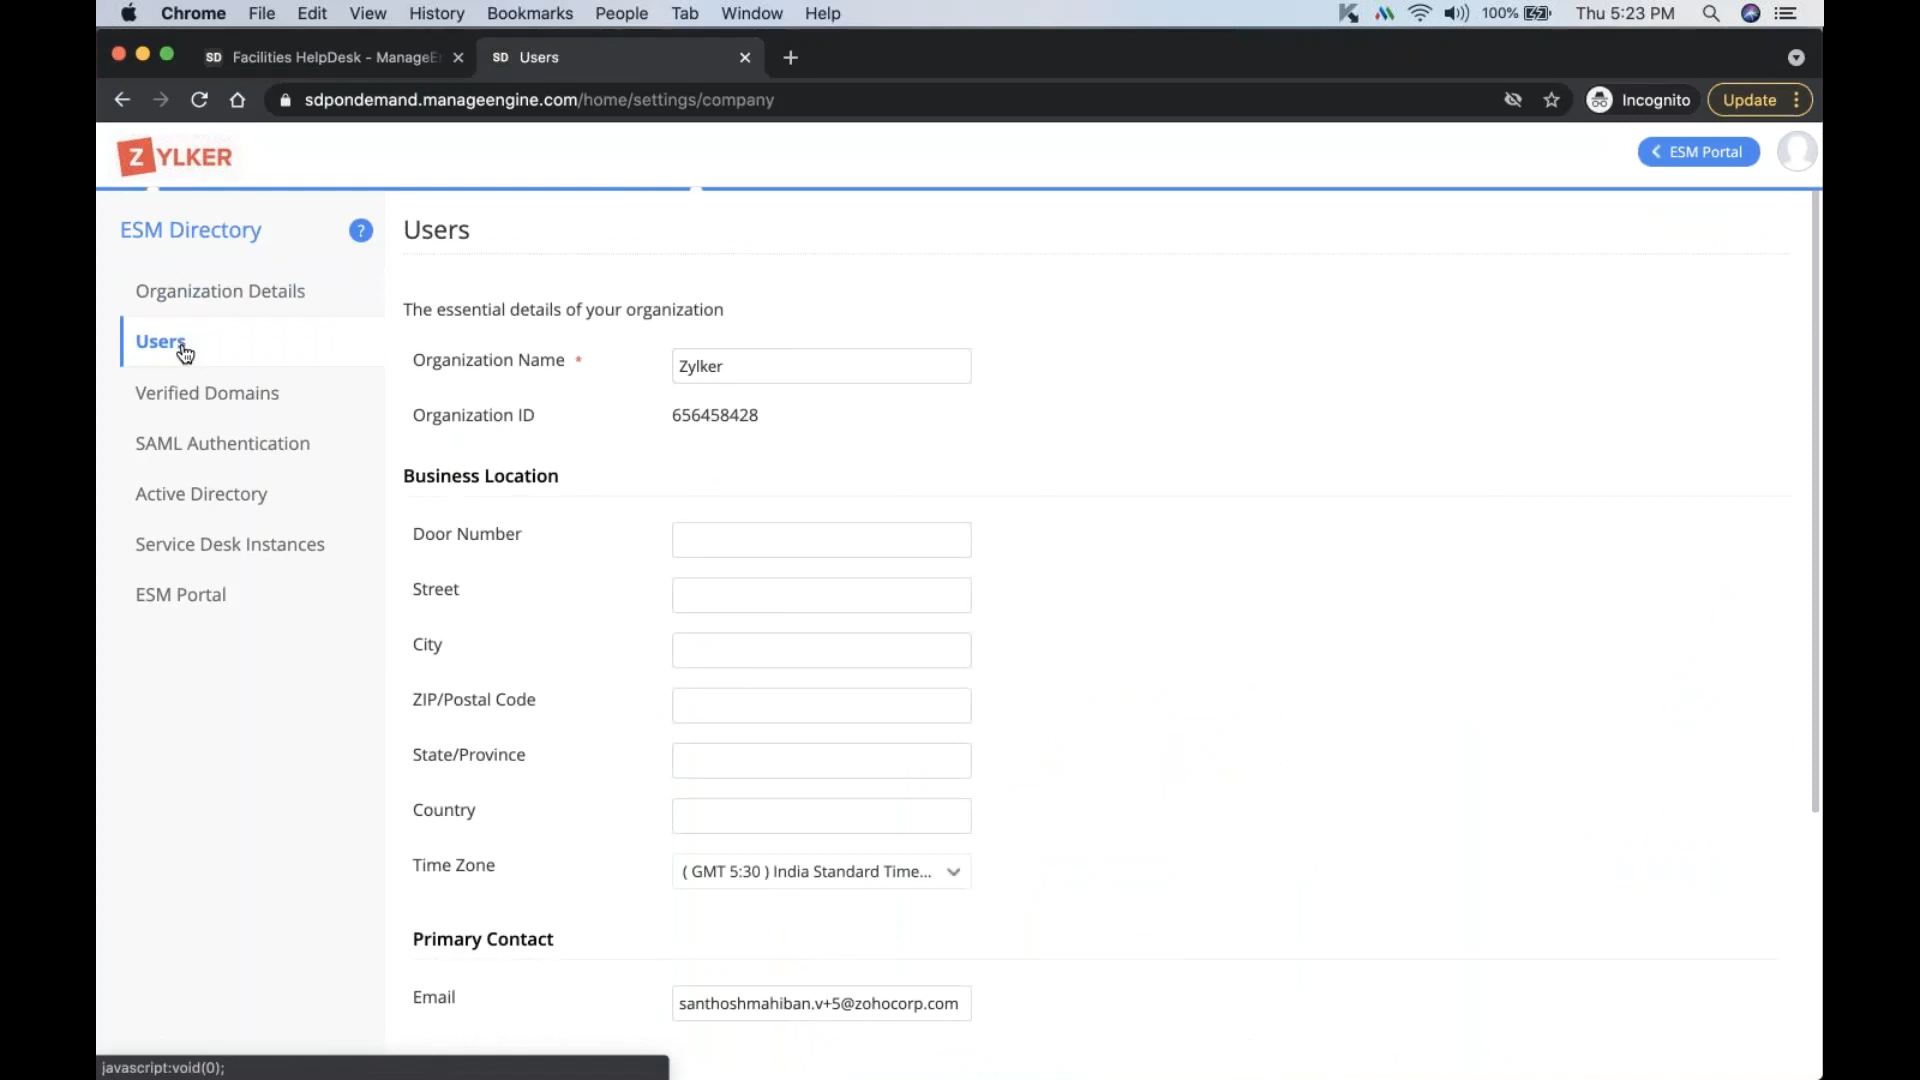 Chrome File Edit View History Bookmarks People Tab Window Help 100% Thu 5:23 PM
SD Facilities HelpDesk - ManageE SD Users
sdpondemand.manageengine.com/home/settings/company Incognito Update
ZYLKER ESM Portal
ESM Directory ? Users
Organization Details
The essential details of your organization
Users
Organization Name * Zylker
Verified Domains
Organization ID 656458428
SAML Authentication
Business Location
Active Directory
Door Number
Service Desk Instances
Street
ESM Portal
City
ZIP/Postal Code
State/Province
Country
Time Zone ( GMT 5:30 ) India Standard Time...
Primary Contact
Email santhoshmahiban.v+5@zohocorp.com
javascript:void(0);